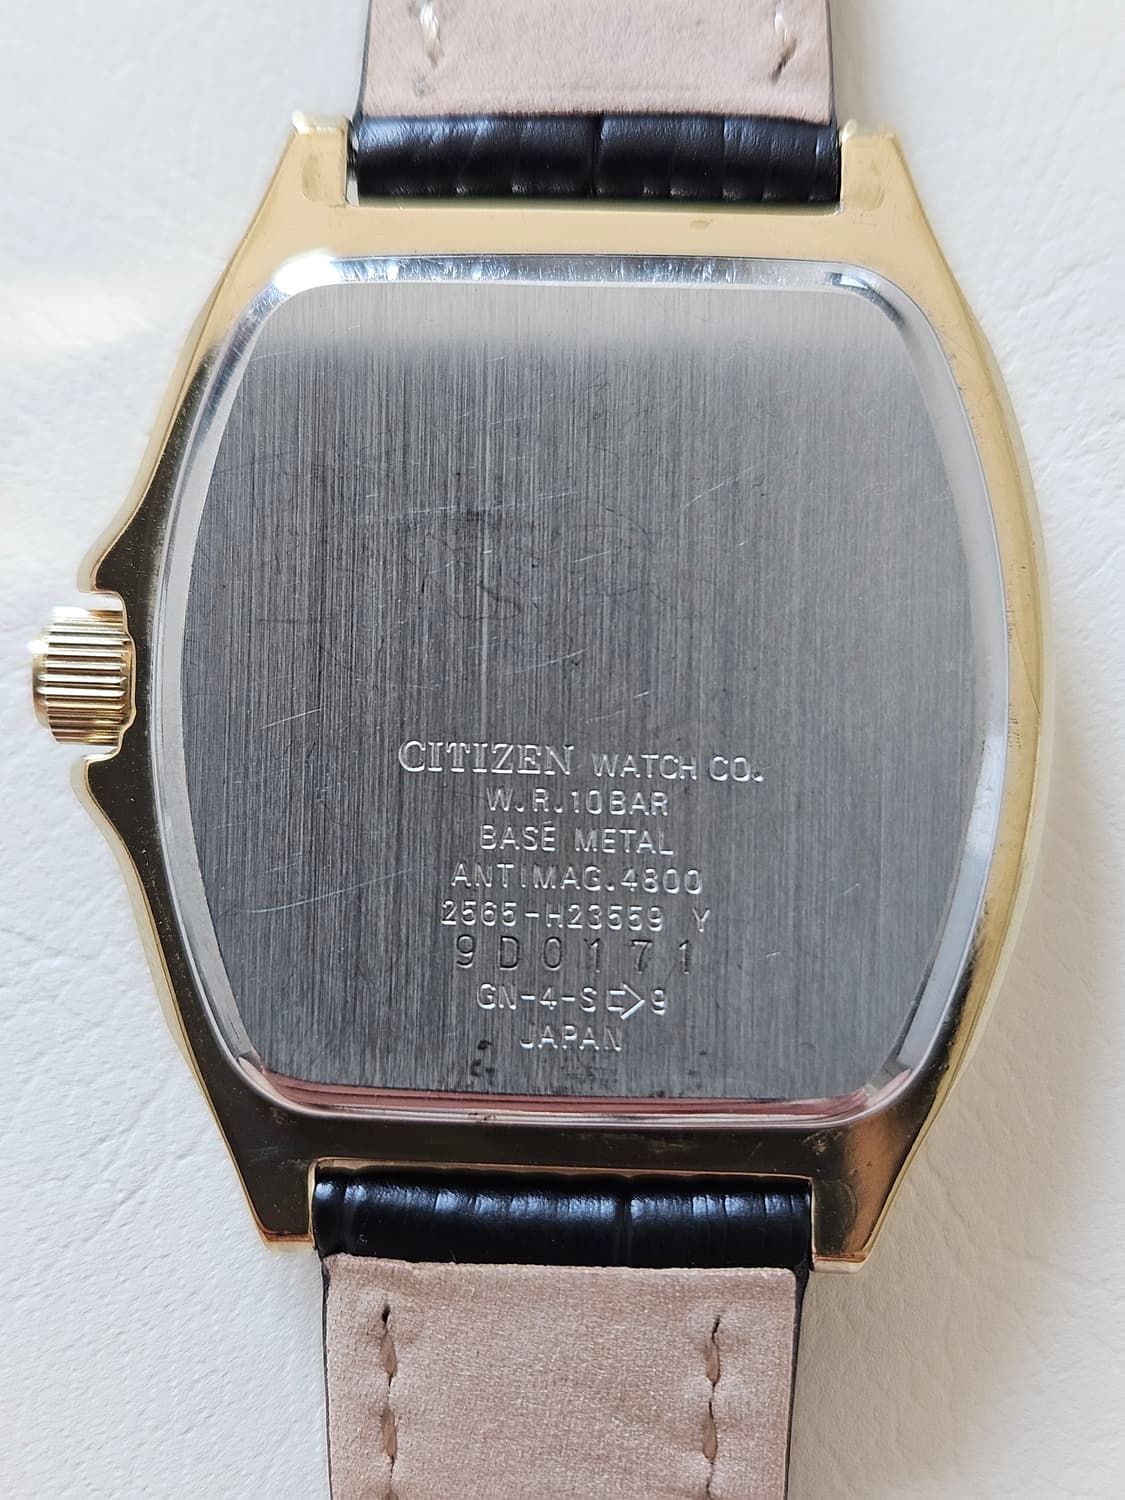 CITIZEN WATCH CO.
W.R.10BAR
BASE METAL
ANTIMAG.4800
2565-H23559 Y
9D0171
GN-4-S⇨9
JAPAN